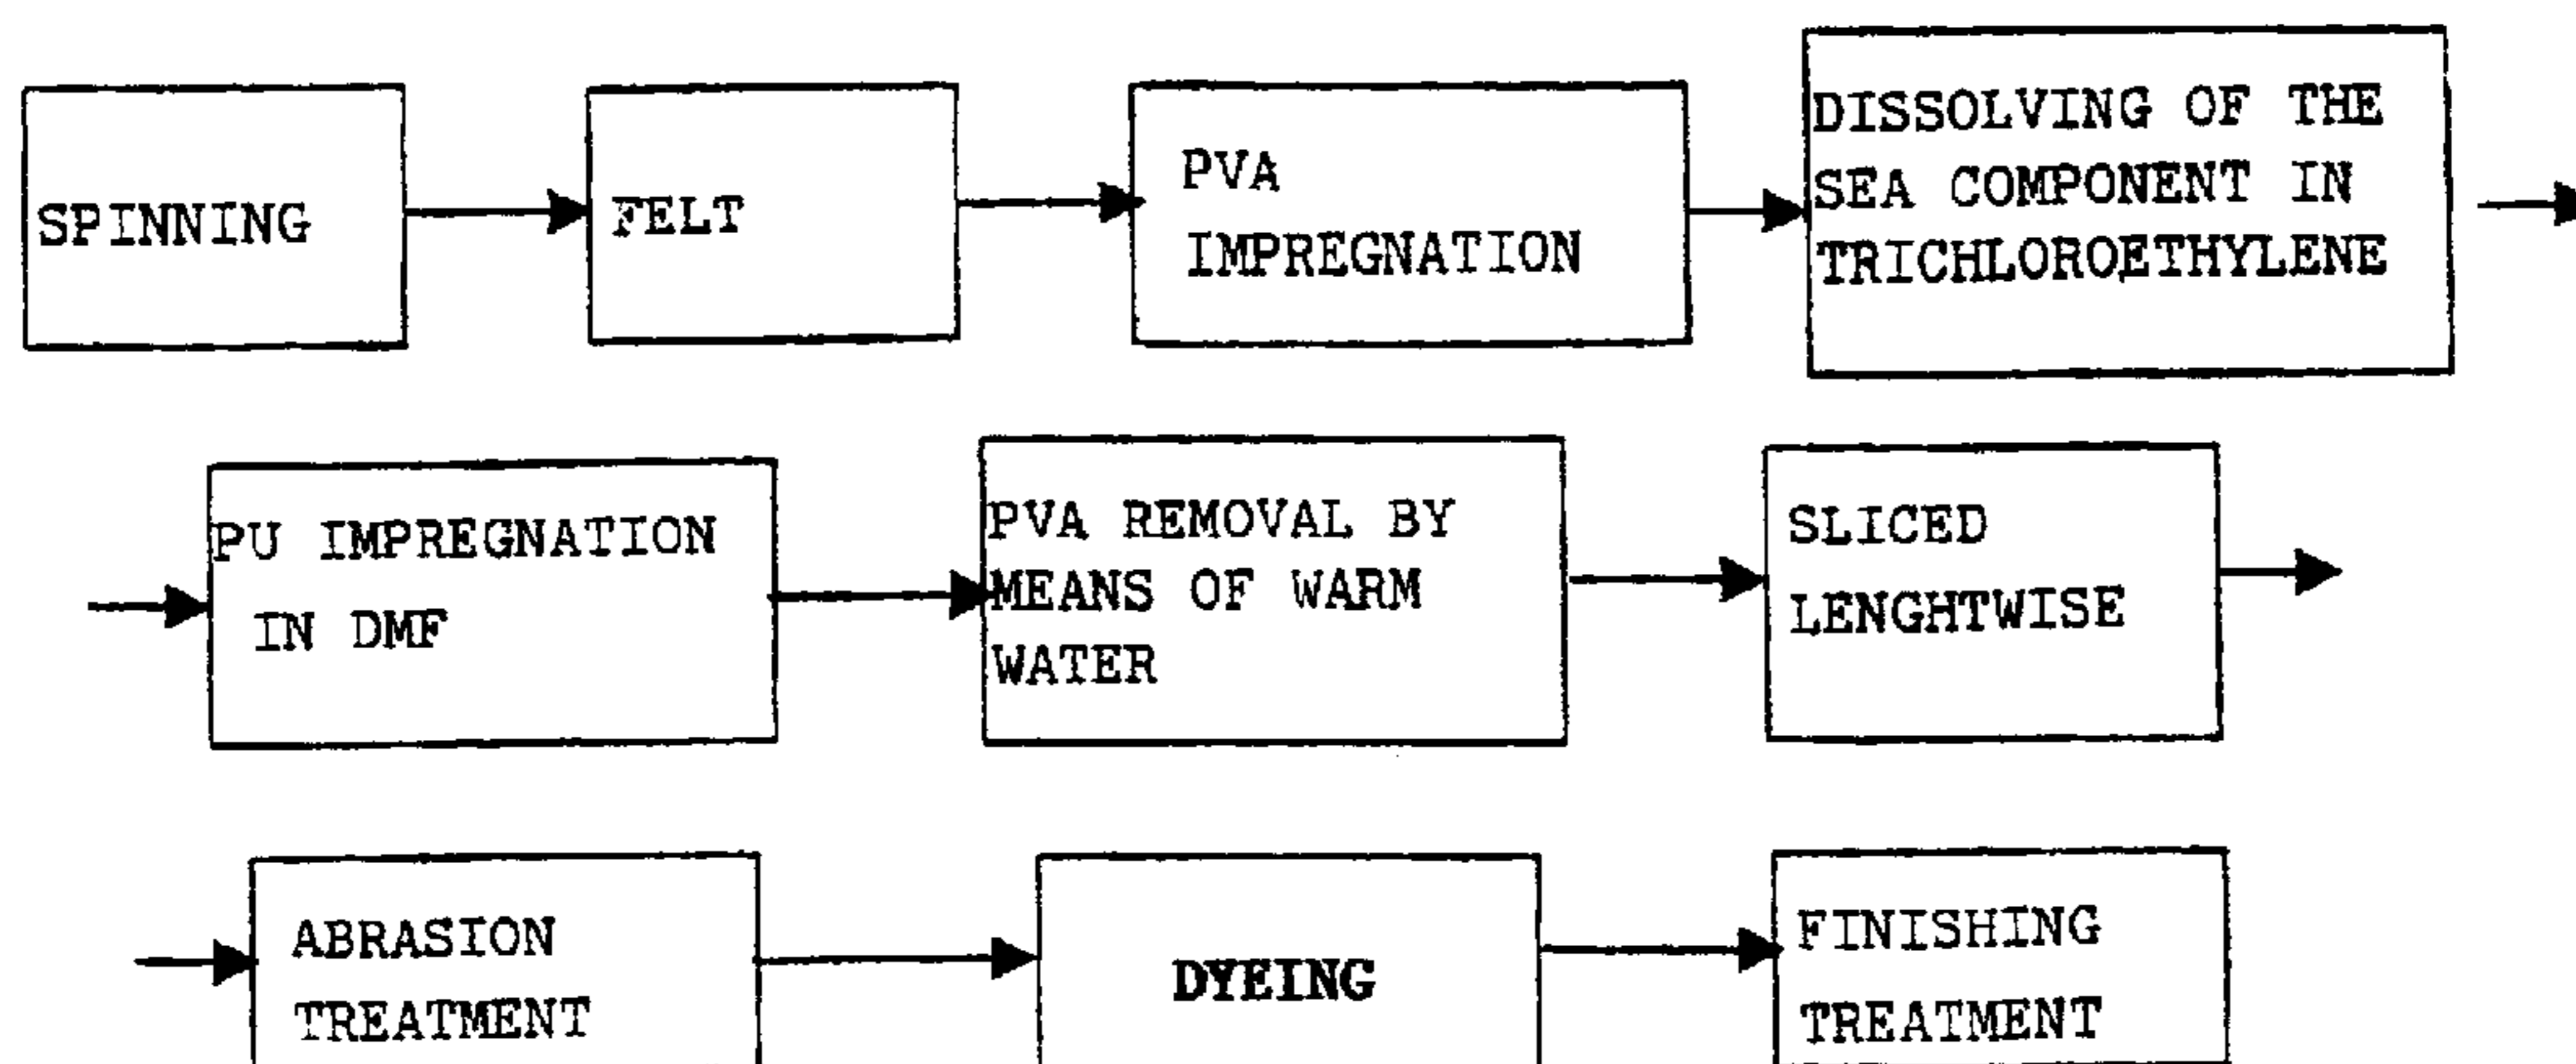 SPINNING
FELT
PVA
IMPREGNATION
DISSOLVING OF THE
SEA COMPONENT IN
TRICHLOROETHYLENE
PU IMPREGNATION
IN DMF
PVA REMOVAL BY
MEANS OF WARM
WATER
SLICED
LENGHTWISE
ABRASION
TREATMENT
DYEING
FINISHING
TREATMENT